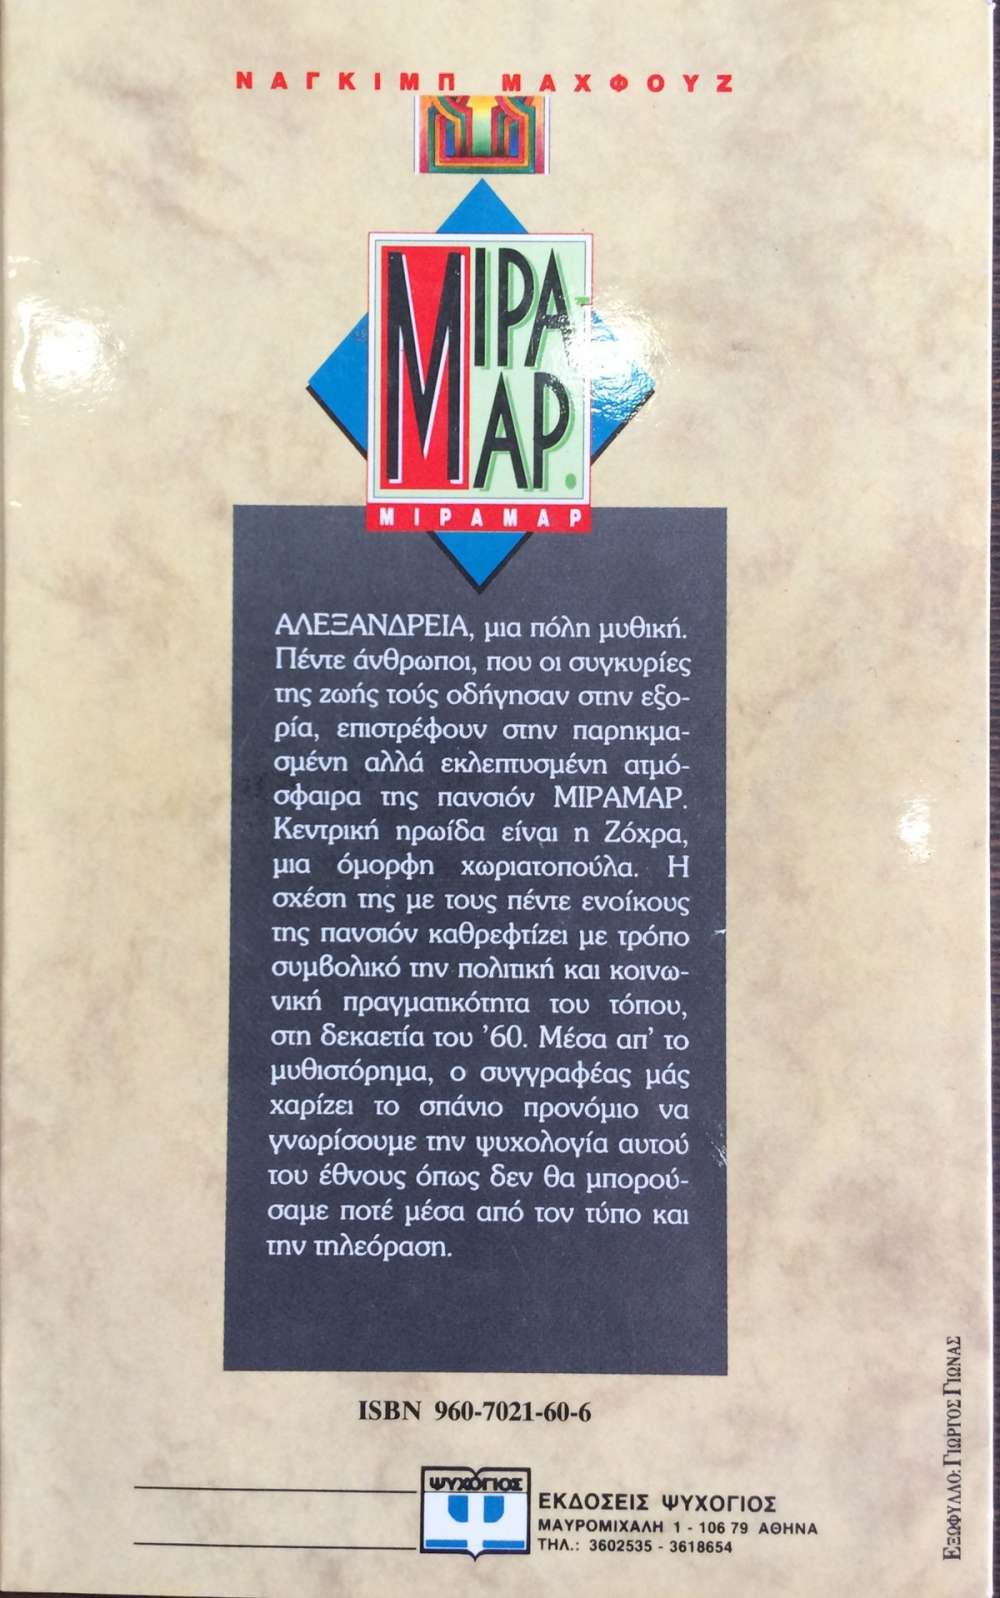 ΝΑΓΚΙΜΠ ΜΑΧΦΟΥΖ
ΜΙΡΑ-
ΜΑΡ.
ΜΙΡΑΜΑΡ
ΑΛΕΞΑΝΔΡΕΙΑ, μια πόλη μυθική.
Πέντε άνθρωποι, που οι συγκυρίες
της ζωής τούς οδήγησαν στην εξο-
ρία, επιστρέφουν στην παρηκμα-
σμένη αλλά εκλεπτυσμένη ατμό-
σφαιρα της πανσιόν ΜΙΡΑΜΑΡ.
Κεντρική ηρωίδα είναι η Ζόχρα,
μια όμορφη χωριατοπούλα. Η
σχέση της με τους πέντε ενοίκους
της πανσιόν καθρεφτίζει με τρόπο
συμβολικό την πολιτική και κοινω-
νική πραγματικότητα του τόπου,
στη δεκαετία του ’60. Μέσα απ’ το
μυθιστόρημα, ο συγγραφέας μάς
χαρίζει το σπάνιο προνόμιο να
γνωρίσουμε την ψυχολογία αυτού
του έθνους όπως δεν θα μπορού-
σαμε ποτέ μέσα από τον τύπο και
την τηλεόραση.
ISBN 960-7021-60-6
ΨΥΧΟΓΙΟΣ
ΕΚΔΟΣΕΙΣ ΨΥΧΟΓΙΟΣ
ΜΑΥΡΟΜΙΧΑΛΗ 1 - 106 79 ΑΘΗΝΑ
ΤΗΛ.: 3602535 - 3618654
ΕΞΩΦΥΛΛΟ: ΓΙΩΡΓΟΣ ΓΙΩΝΑΣ